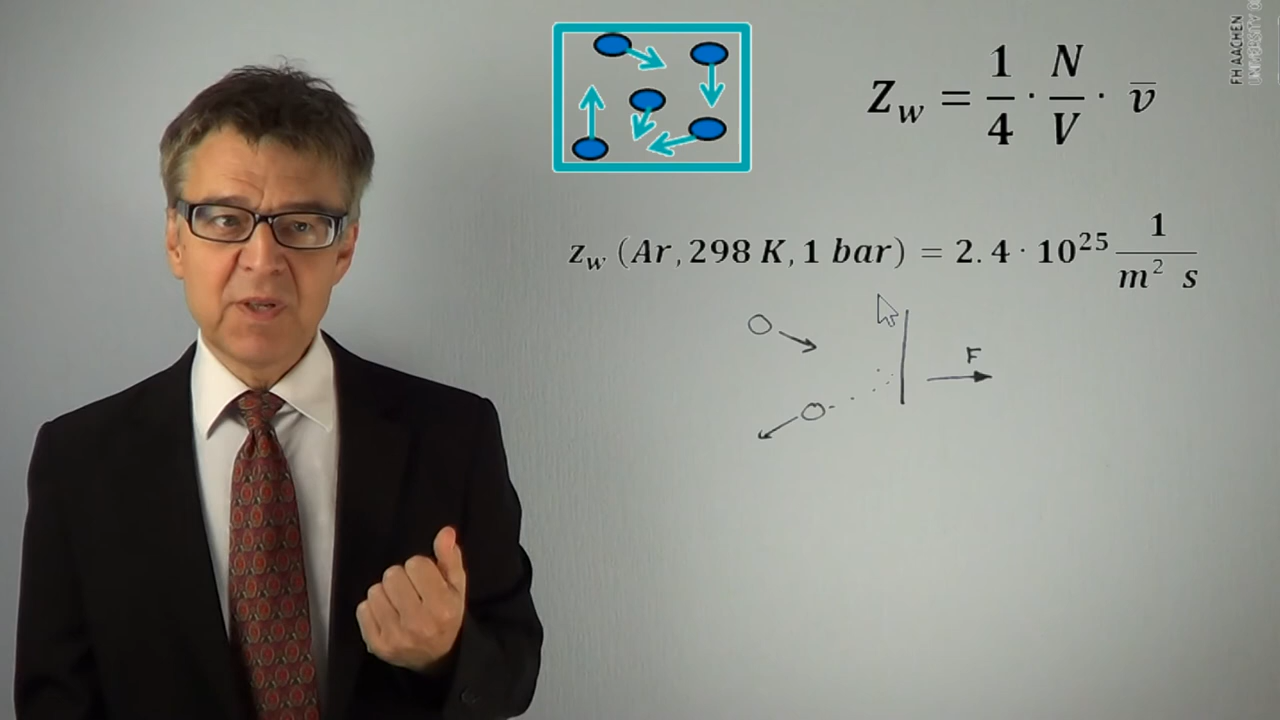 Z_w = 1/4 · N/V · v̅
z_w (Ar, 298 K, 1 bar) = 2.4 · 10^25 1/(m^2 s)
F
FH AACHEN